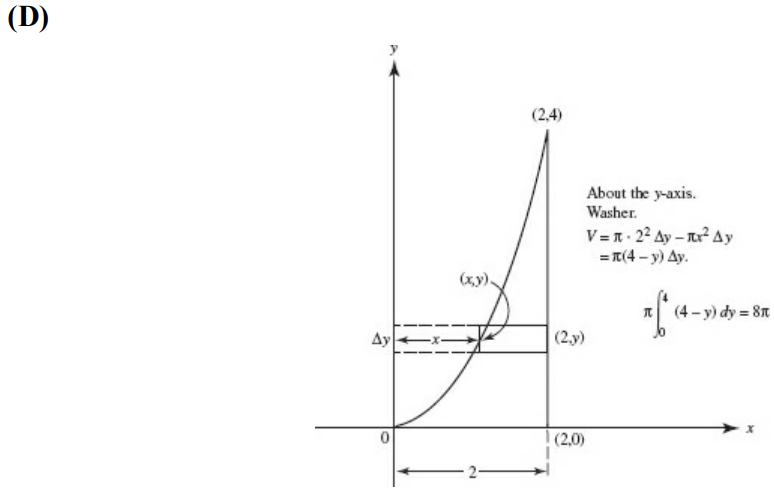 (D)
y
(2,4)
About the y-axis.
Washer.
V = π · 2² Δy – πx² Δy
= π(4 – y) Δy.
(x,y)
π∫₀⁴ (4 – y) dy = 8π
Δy
x
(2,y)
0
(2,0)
x
2